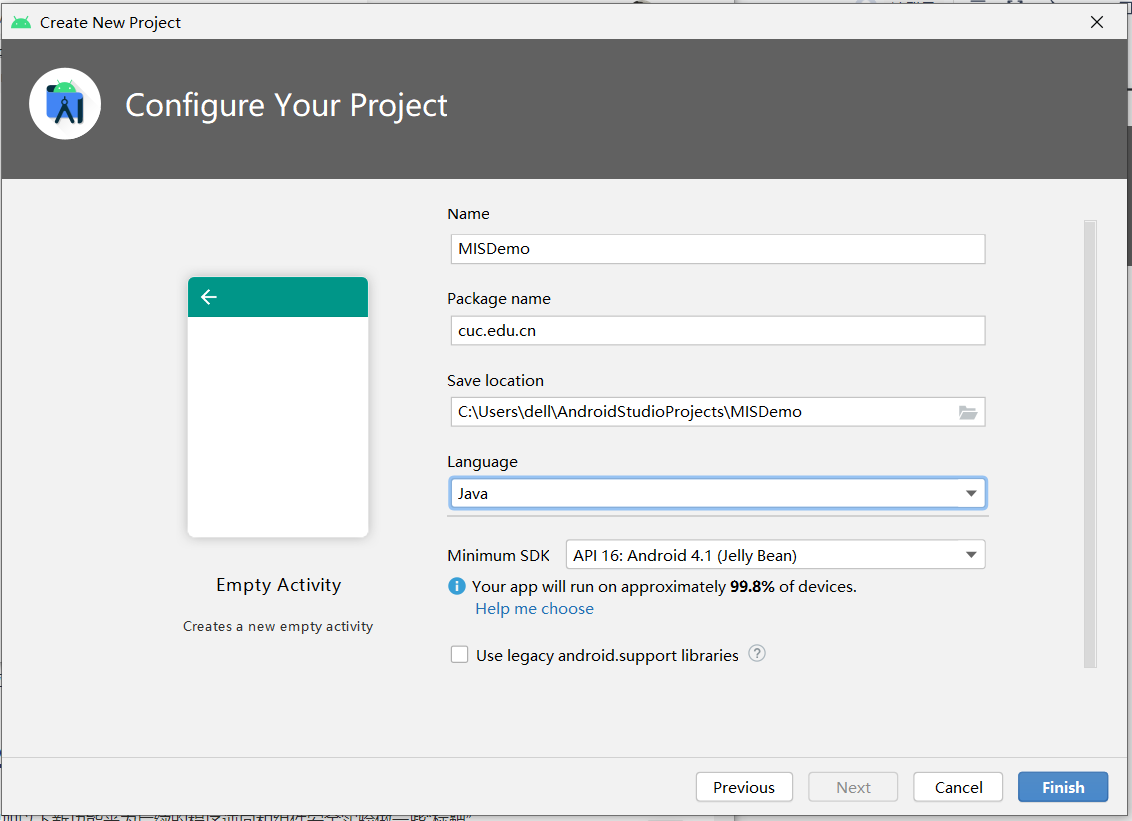 Create New Project
Configure Your Project
Name
MISDemo
Package name
cuc.edu.cn
Save location
C:\Users\dell\AndroidStudioProjects\MISDemo
Language
Java
Minimum SDK
API 16: Android 4.1 (Jelly Bean)
Your app will run on approximately 99.8% of devices.
Help me choose
Use legacy android.support libraries
?
Empty Activity
Creates a new empty activity
Previous
Next
Cancel
Finish